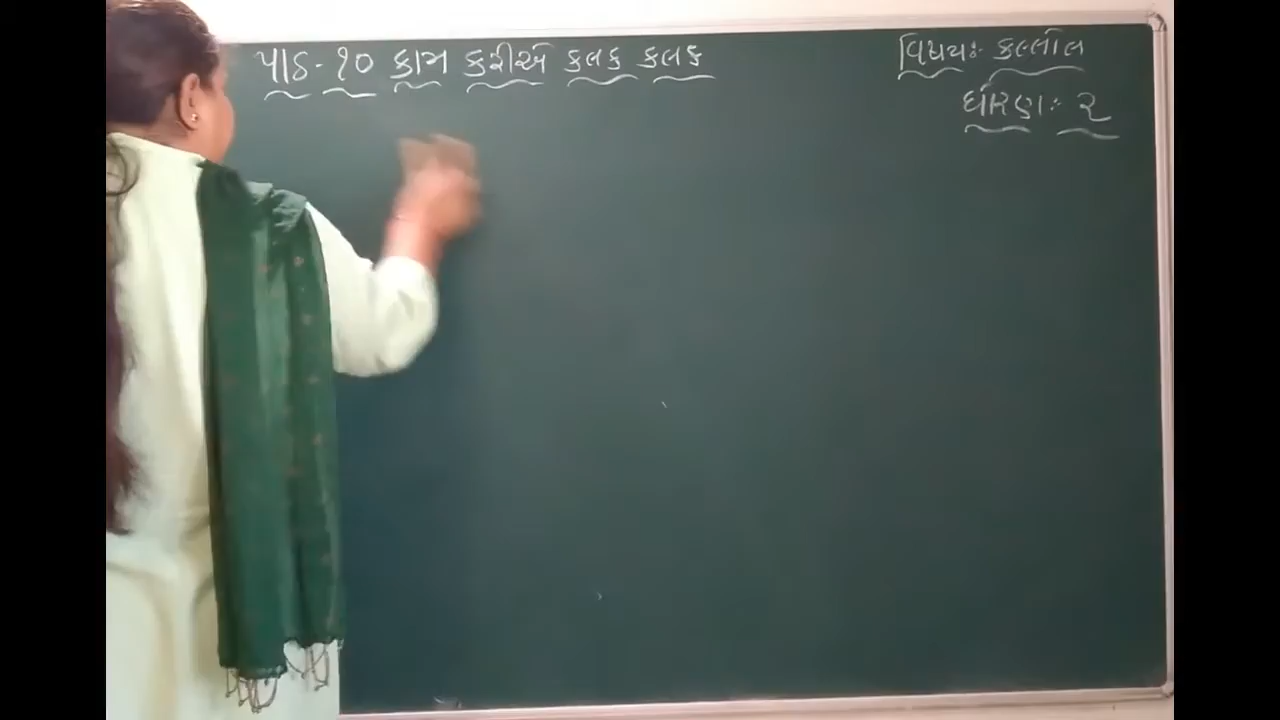 પાઠ - ૧૦ કામ કરીએ કલક કલક
વિષયઃ- કલ્લોલ
ધોરણઃ- ૨